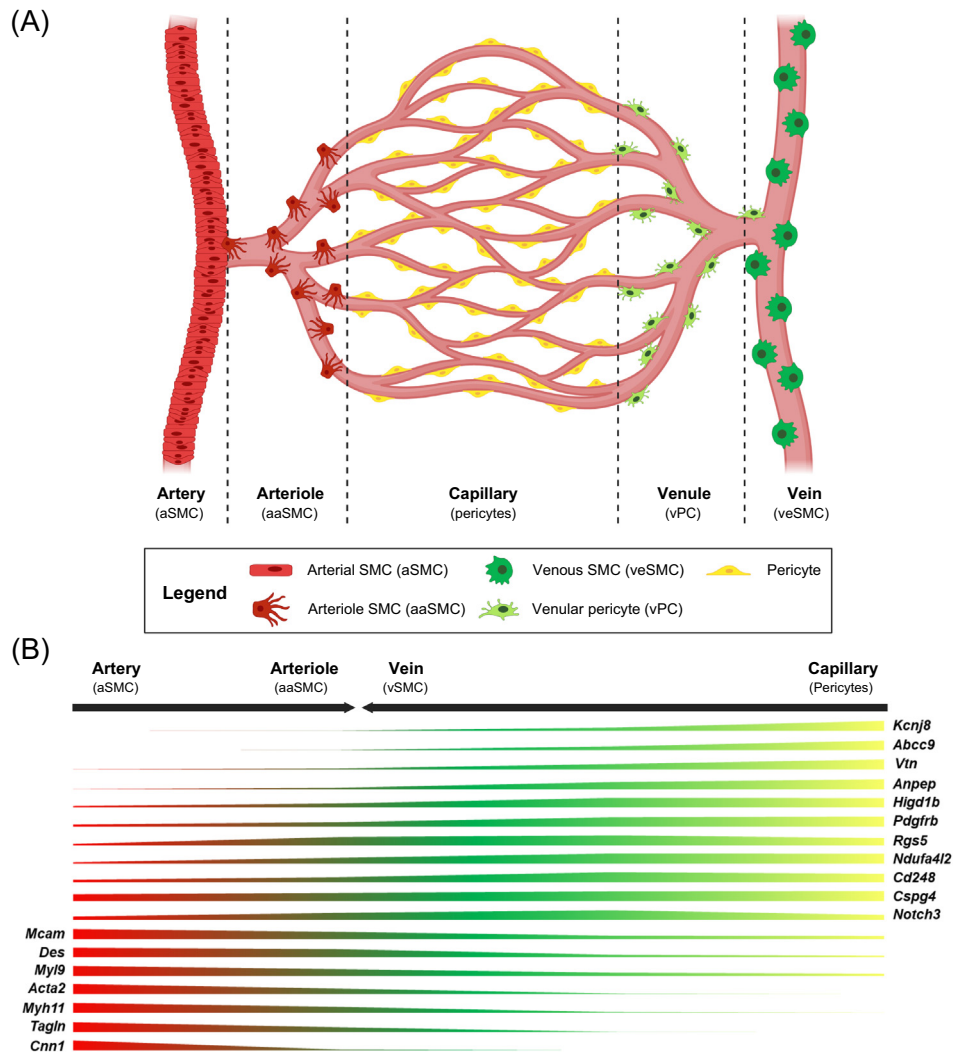 (A)
Artery
(aSMC)
Arteriole
(aaSMC)
Capillary
(pericytes)
Venule
(vPC)
Vein
(veSMC)
Legend
Arterial SMC (aSMC)
Venous SMC (veSMC)
Pericyte
Arteriole SMC (aaSMC)
Venular pericyte (vPC)
(B)
Artery
(aSMC)
Arteriole
(aaSMC)
Vein
(vSMC)
Capillary
(Pericytes)
Kcnj8
Abcc9
Vtn
Anpep
Higd1b
Pdgfrb
Rgs5
Ndufa4l2
Cd248
Cspg4
Notch3
Mcam
Des
Myl9
Acta2
Myh11
Tagln
Cnn1